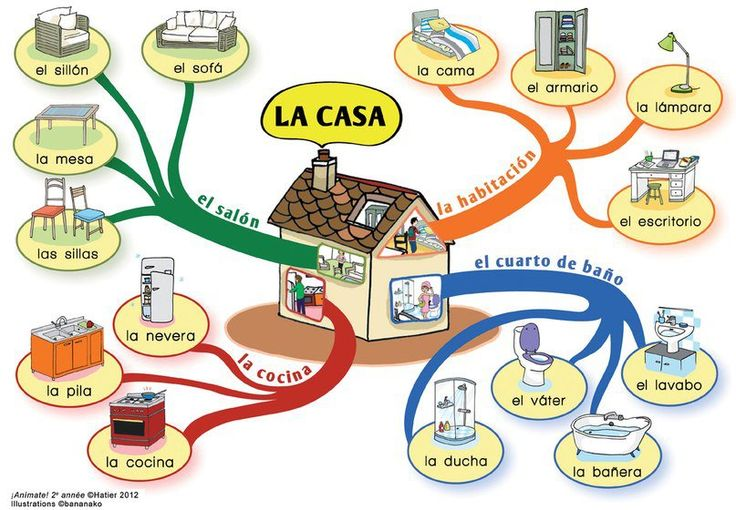 LA CASA
el salón
el sillón
el sofá
la mesa
las sillas
la habitación
la cama
el armario
la lámpara
el escritorio
la cocina
la nevera
la pila
la cocina
el cuarto de baño
la ducha
el váter
la bañera
el lavabo
¡Animate! 2ᵉ année ©Hatier 2012
Illustrations ©bananako